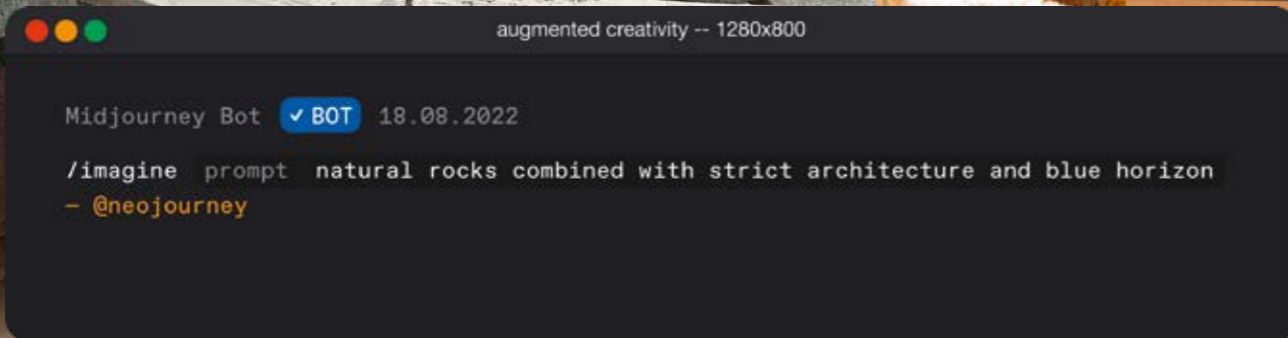 augmented creativity -- 1280x800
Midjourney Bot ✓ BOT 18.08.2022
/imagine prompt natural rocks combined with strict architecture and blue horizon
– @neojourney